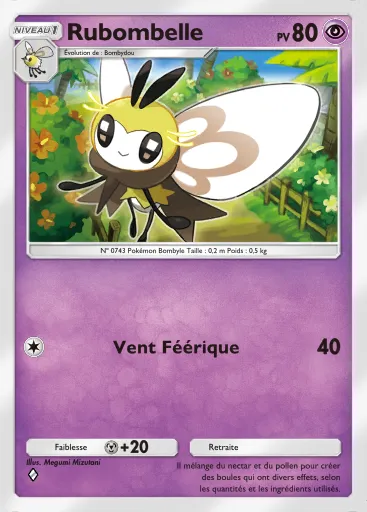 NIVEAU 1 Rubombelle PV 80
Évolution de : Bombydou
N° 0743 Pokémon Bombyle Taille : 0,2 m Poids : 0,5 kg
Vent Féérique 40
Faiblesse +20 Retraite
Illus. Megumi Mizutani
Il mélange du nectar et du pollen pour créer
des boules qui ont divers effets, selon
les quantités et les ingrédients utilisés.